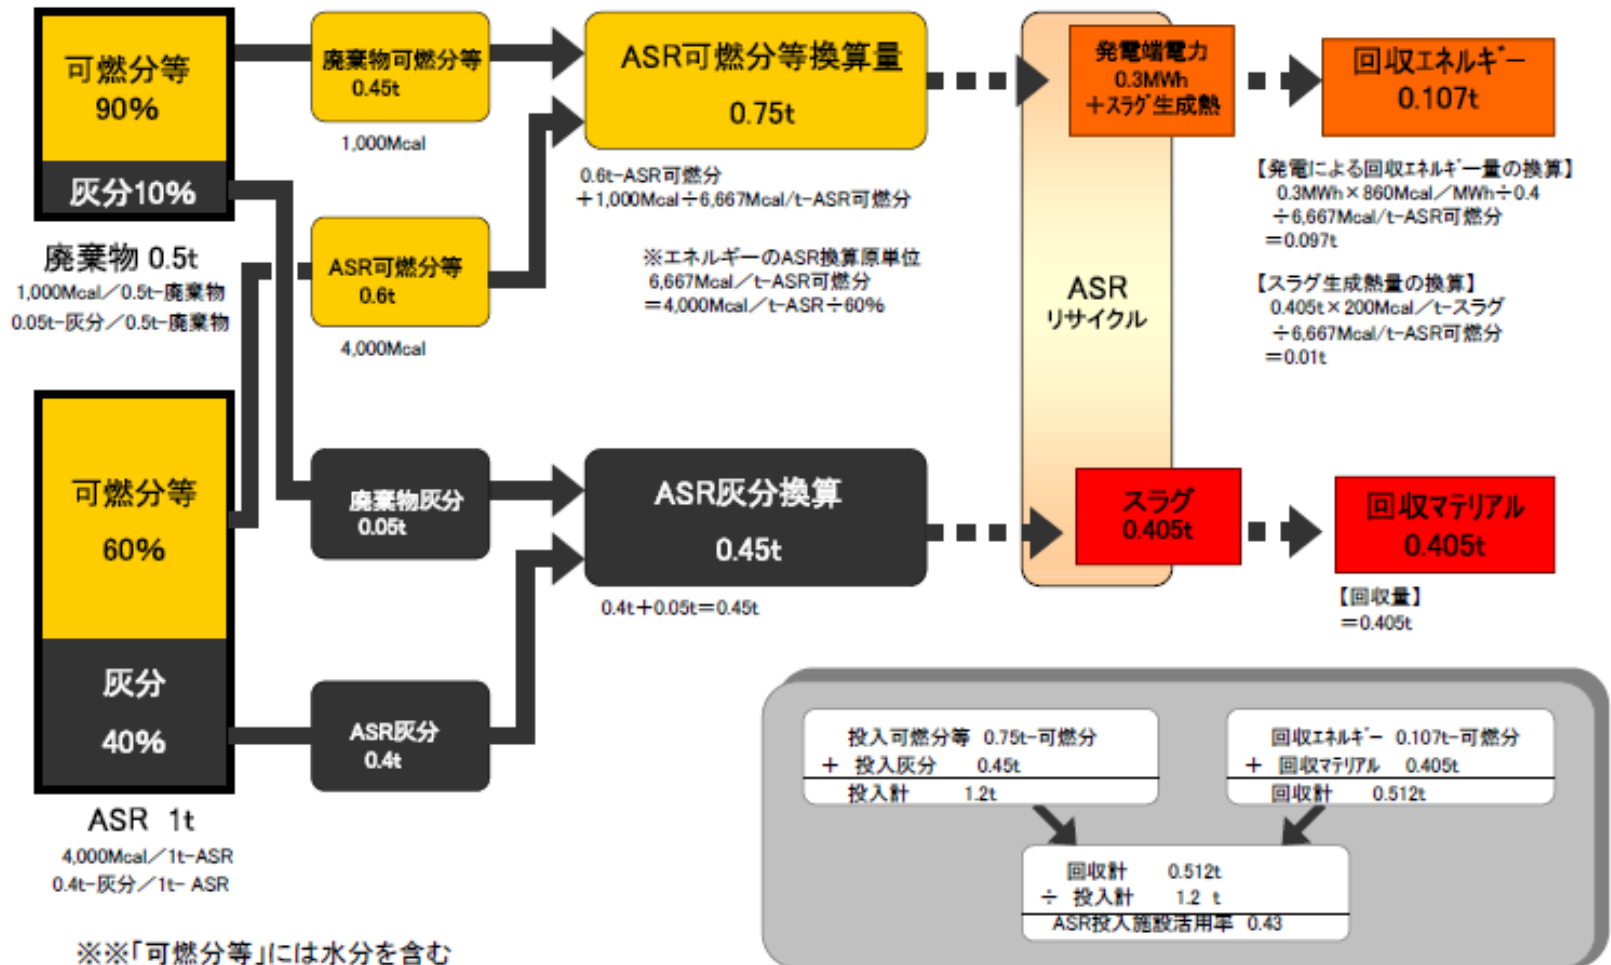 可燃分等
90%
灰分10%
廃棄物 0.5t
1,000Mcal／0.5t-廃棄物
0.05t-灰分／0.5t-廃棄物
可燃分等
60%
灰分
40%
ASR 1t
4,000Mcal／1t-ASR
0.4t-灰分／1t- ASR
※※「可燃分等」には水分を含む
廃棄物可燃分等
0.45t
1,000Mcal
ASR可燃分等
0.6t
4,000Mcal
廃棄物灰分
0.05t
ASR灰分
0.4t
ASR可燃分等換算量
0.75t
0.6t-ASR可燃分
＋1,000Mcal÷6,667Mcal/t-ASR可燃分
※エネルギーのASR換算原単位
6,667Mcal／t-ASR可燃分
＝4,000Mcal／t-ASR÷60%
ASR灰分換算
0.45t
0.4t＋0.05t＝0.45t
ASR
リサイクル
発電端電力
0.3MWh
＋スラグ生成熱
回収エネルギー
0.107t
【発電による回収エネルギー量の換算】
0.3MWh×860Mcal／MWh÷0.4
÷6,667Mcal/t-ASR可燃分
＝0.097t
【スラグ生成熱量の換算】
0.405t×200Mcal／t-スラグ
÷6,667Mcal/t-ASR可燃分
＝0.01t
スラグ
0.405t
回収マテリアル
0.405t
【回収量】
＝0.405t
投入可燃分等 0.75t-可燃分
＋ 投入灰分 0.45t
投入計 1.2t
回収エネルギー 0.107t-可燃分
＋ 回収マテリアル 0.405t
回収計 0.512t
回収計 0.512t
÷ 投入計 1.2 t
ASR投入施設活用率 0.43